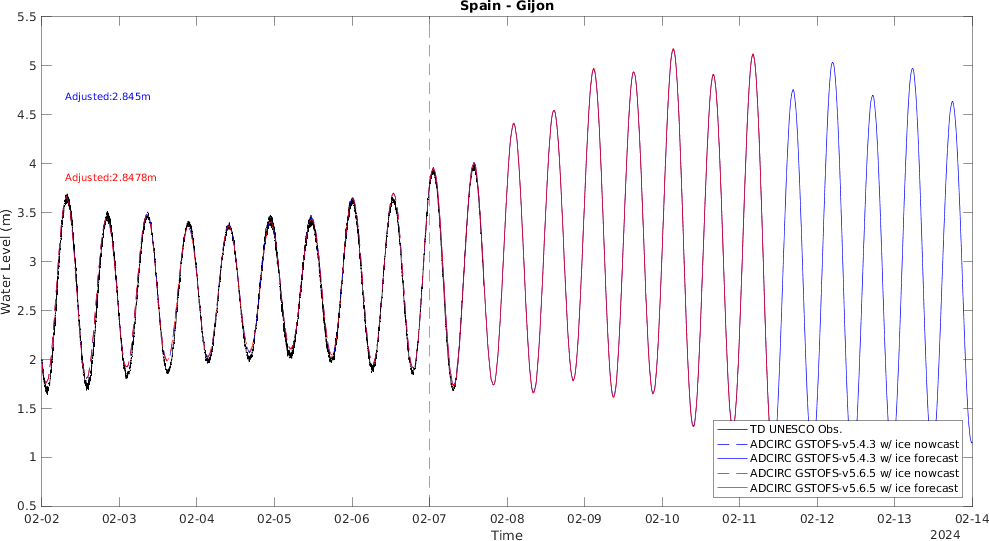 Spain - Gijon
5.5
5
4.5
4
3.5
3
2.5
2
1.5
1
0.5
Water Level (m)
Adjusted:2.845m
Adjusted:2.8478m
TD UNESCO Obs.
ADCIRC GSTOFS-v5.4.3 w/ ice nowcast
ADCIRC GSTOFS-v5.4.3 w/ ice forecast
ADCIRC GSTOFS-v5.6.5 w/ ice nowcast
ADCIRC GSTOFS-v5.6.5 w/ ice forecast
02-02 02-03 02-04 02-05 02-06 02-07 02-08 02-09 02-10 02-11 02-12 02-13 02-14
Time
2024